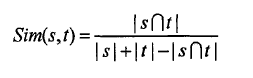 Sim(s,t) = |s∩t| / |s|+|t|−|s∩t|